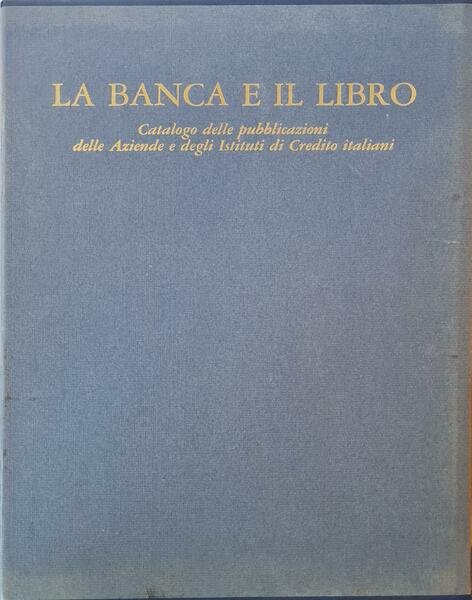 LA BANCA E IL LIBRO
Catalogo delle pubblicazioni
delle Aziende e degli Istituti di Credito italiani